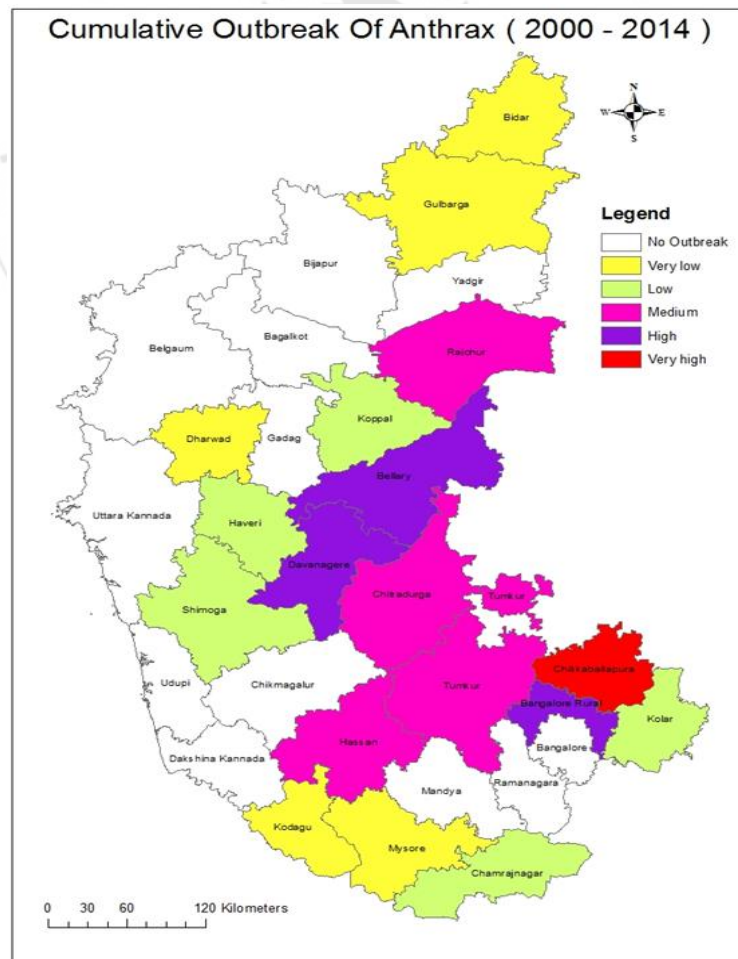 Cumulative Outbreak Of Anthrax ( 2000 - 2014 )
N
W E
S
Bidar
Gulbarga
Legend
No Outbreak
Very low
Low
Medium
High
Very high
Bijapur
Yadgir
Bagalkot
Belgaum
Raichur
Koppal
Dharwad
Gadag
Bellary
Uttara Kannada
Haveri
Davanagere
Chitradurga
Tumkur
Shimoga
Chikkaballapura
Udupi
Chikmagalur
Tumkur
Bangalore Rural
Kolar
Hassan
Bangalore
Dakshina Kannada
Mandya
Ramanagara
Kodagu
Mysore
Chamrajnagar
0 30 60 120 Kilometers